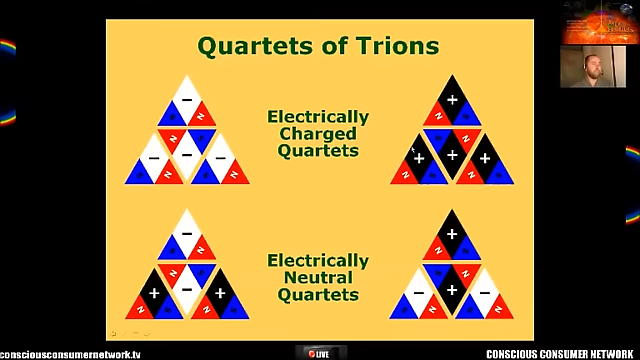 Quartets of Trions
Electrically
Charged
Quartets
Electrically
Neutral
Quartets
− N
− N − N
− N
+ N
+ N + N
+ N
− N
+ N − N + N
+ N
− N + N − N
consciousconsumernetwork.tv
LIVE
CONSCIOUS CONSUMER NETWORK